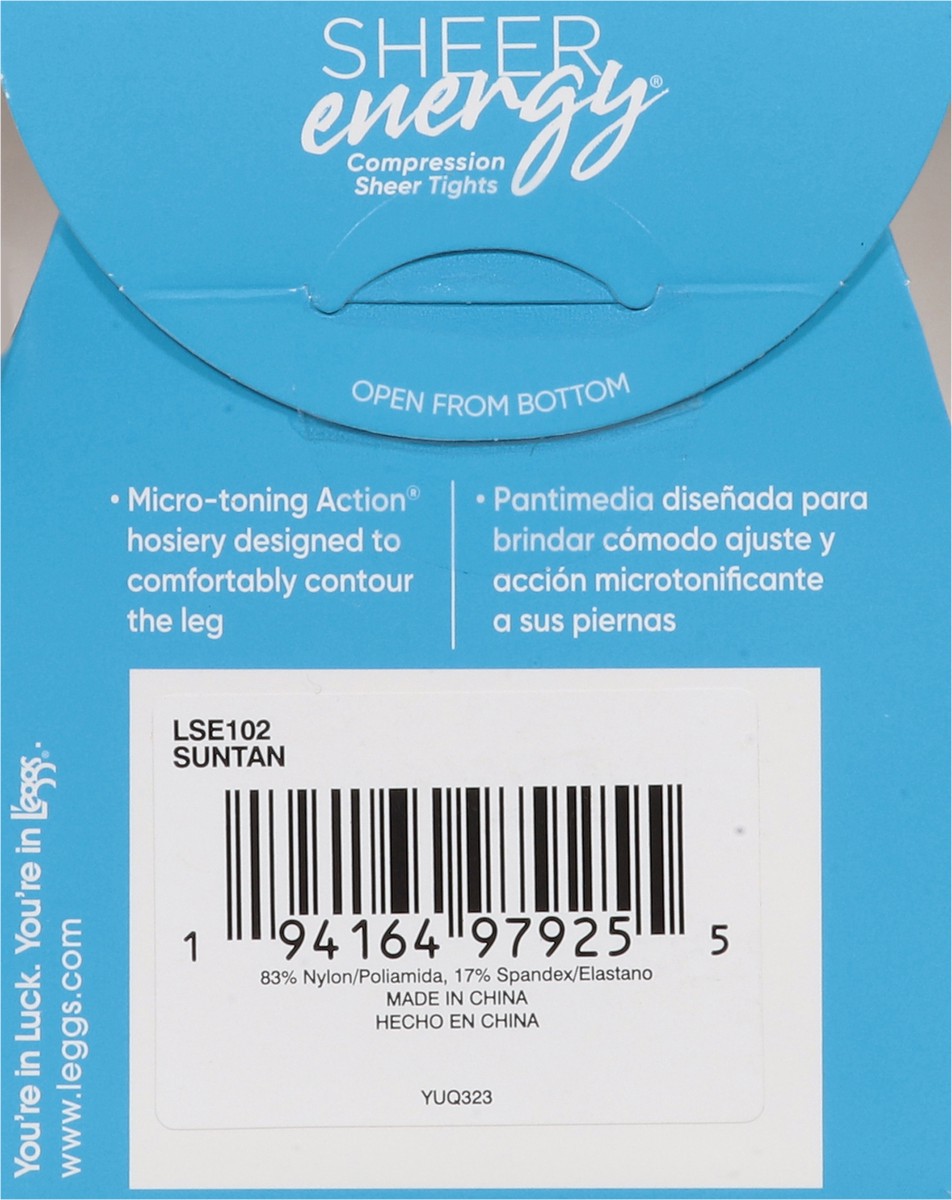 SHEER
energy®
Compression
Sheer Tights
OPEN FROM BOTTOM
• Micro-toning Action®
hosiery designed to
comfortably contour
the leg
• Pantimedia diseñada para
brindar cómodo ajuste y
acción microtonificante
a sus piernas
LSE102
SUNTAN
1 94164 97925 5
83% Nylon/Poliamida, 17% Spandex/Elastano
MADE IN CHINA
HECHO EN CHINA
YUQ323
You're in Luck. You're in L'eggs®.
www.leggs.com